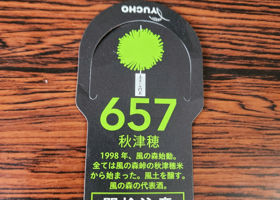 YUCHO
657
秋津穂
1998年、風の森始動。
全ては風の森峠の秋津穂米
から始まった。風土を醸す。
風の森の代表酒。